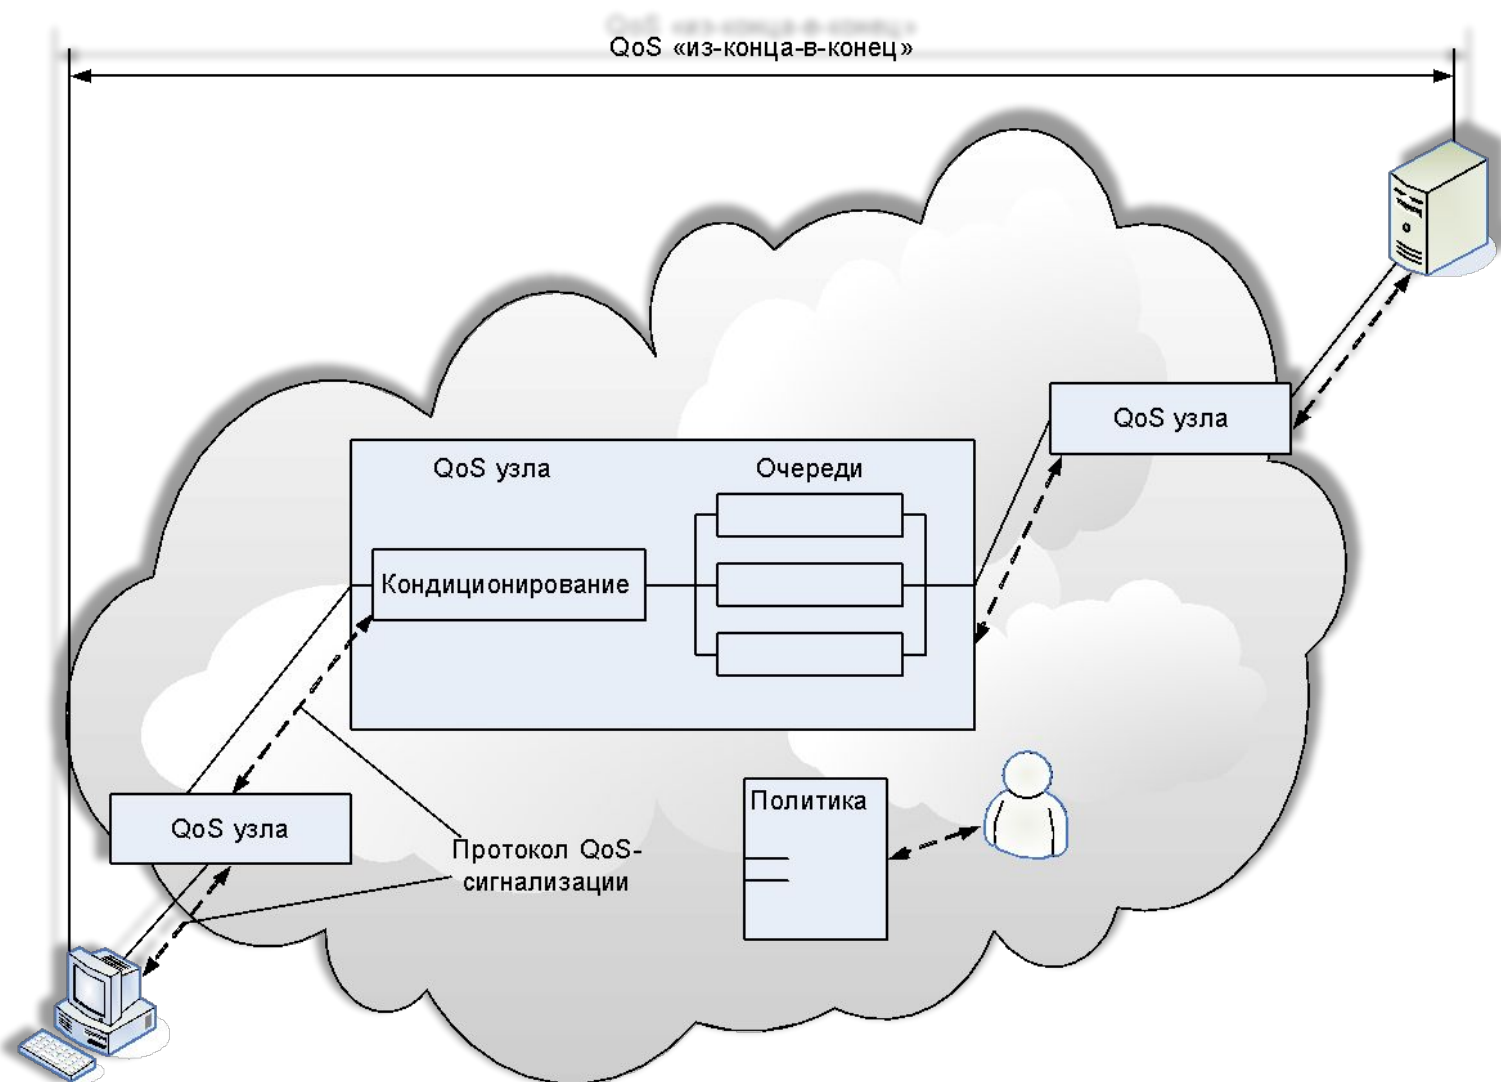 QoS «из-конца-в-конец»
QoS узла
QoS узла
Очереди
Кондиционирование
Политика
QoS узла
Протокол QoS-
сигнализации